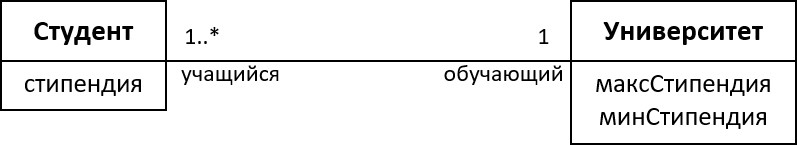 Студент
стипендия
1..*
учащийся
1
обучающий
Университет
максСтипендия
минСтипендия